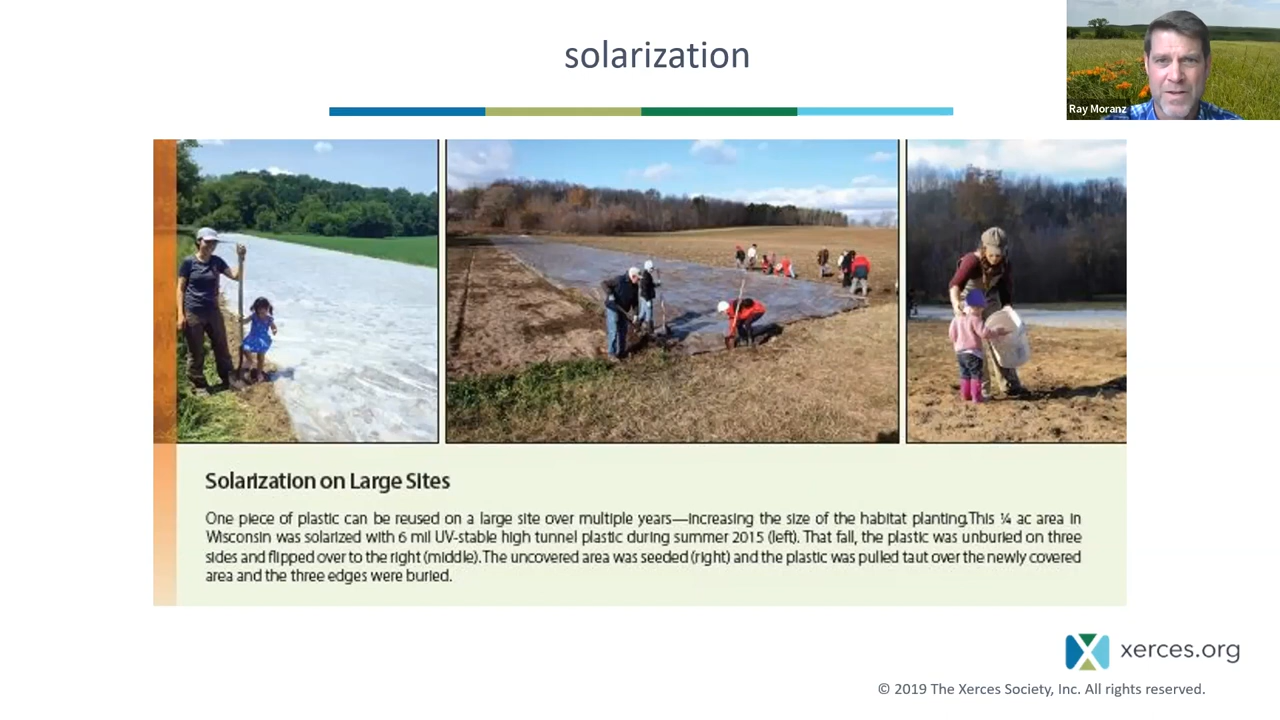 solarization
Ray Moranz
Solarization on Large Sites
One piece of plastic can be reused on a large site over multiple years—increasing the size of the habitat planting.This ¼ ac area in
Wisconsin was solarized with 6 mil UV-stable high tunnel plastic during summer 2015 (left). That fall, the plastic was unburied on three
sides and flipped over to the right (middle).The uncovered area was seeded (right) and the plastic was pulled taut over the newly covered
area and the three edges were buried.
xerces.org
© 2019 The Xerces Society, Inc. All rights reserved.